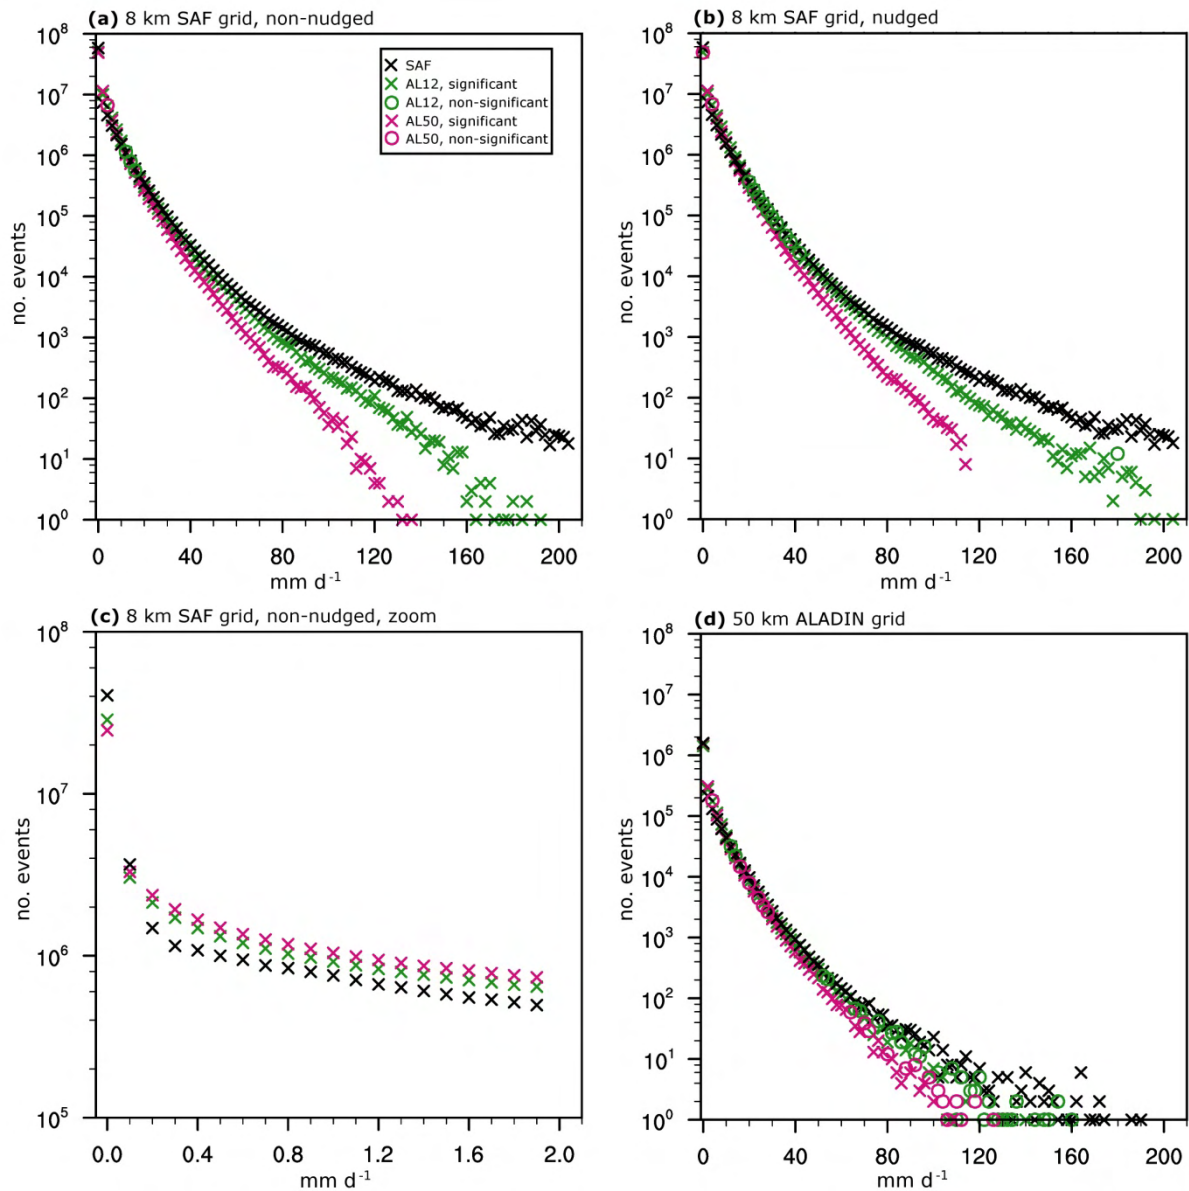 (a) 8 km SAF grid, non-nudged
10⁸
10⁷
10⁶
10⁵
10⁴
10³
10²
10¹
10⁰
no. events
SAF
AL12, significant
AL12, non-significant
AL50, significant
AL50, non-significant
0 40 80 120 160 200
mm d⁻¹
(b) 8 km SAF grid, nudged
10⁸
10⁷
10⁶
10⁵
10⁴
10³
10²
10¹
10⁰
no. events
0 40 80 120 160 200
mm d⁻¹
(c) 8 km SAF grid, non-nudged, zoom
10⁸
10⁷
10⁶
10⁵
no. events
0.0 0.4 0.8 1.2 1.6 2.0
mm d⁻¹
(d) 50 km ALADIN grid
10⁸
10⁷
10⁶
10⁵
10⁴
10³
10²
10¹
10⁰
no. events
0 40 80 120 160 200
mm d⁻¹